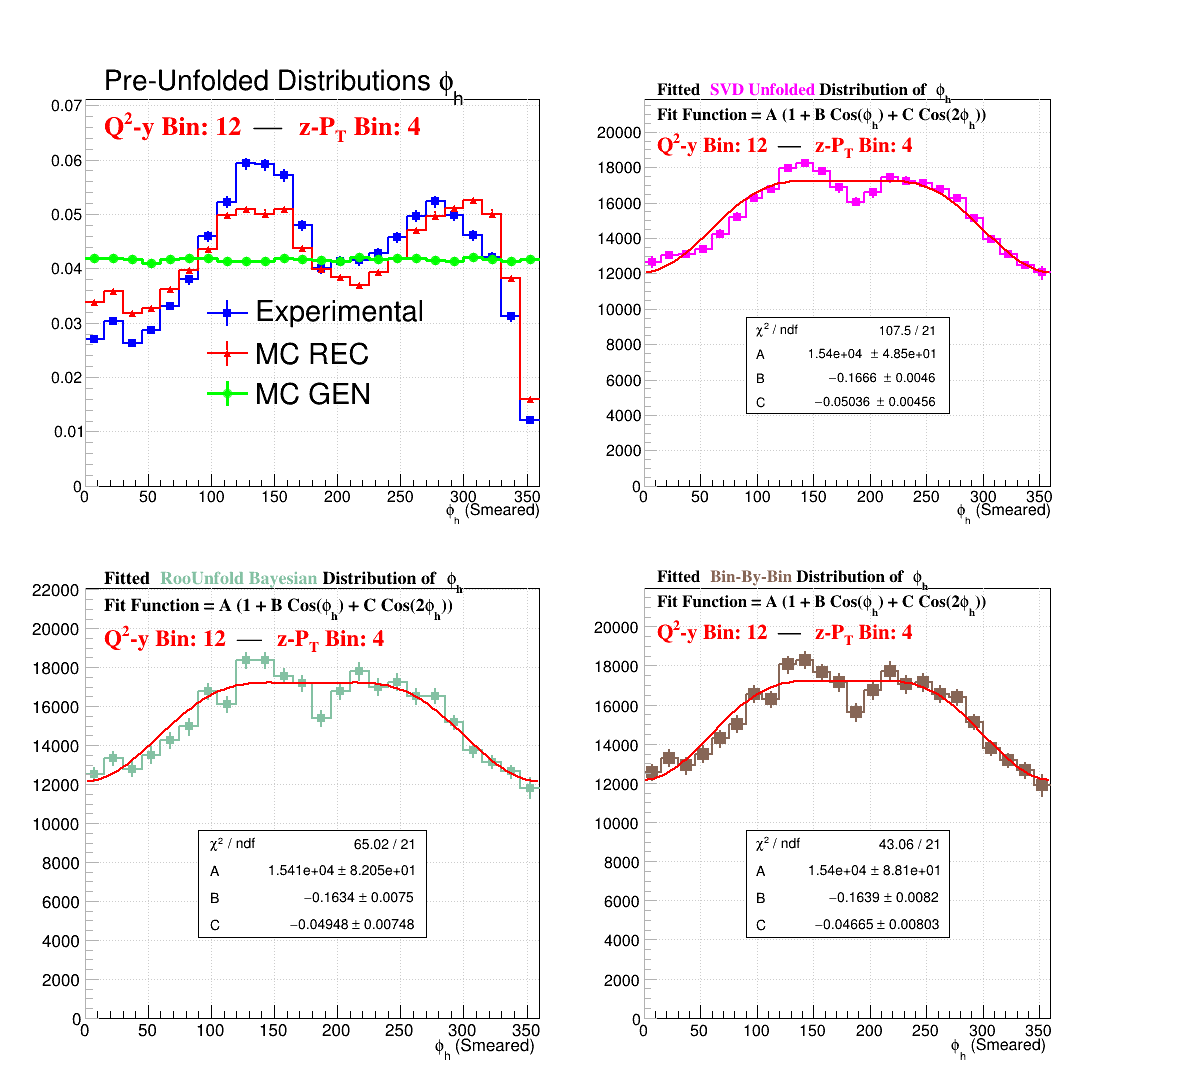 Pre-Unfolded Distributions ϕh
Q2-y Bin: 12 — z-PT Bin: 4
0.07
0.06
0.05
0.04
0.03
0.02
0.01
0
Experimental
MC REC
MC GEN
0 50 100 150 200 250 300 350
ϕh (Smeared)
Fitted SVD Unfolded Distribution of ϕh
Fit Function = A (1 + B Cos(ϕh) + C Cos(2ϕh))
Q2-y Bin: 12 — z-PT Bin: 4
20000
18000
16000
14000
12000
10000
8000
6000
4000
2000
0
χ2 / ndf 107.5 / 21
A 1.54e+04 ± 4.85e+01
B −0.1666 ± 0.0046
C −0.05036 ± 0.00456
0 50 100 150 200 250 300 350
ϕh (Smeared)
Fitted RooUnfold Bayesian Distribution of ϕh
Fit Function = A (1 + B Cos(ϕh) + C Cos(2ϕh))
Q2-y Bin: 12 — z-PT Bin: 4
22000
20000
18000
16000
14000
12000
10000
8000
6000
4000
2000
0
χ2 / ndf 65.02 / 21
A 1.541e+04 ± 8.205e+01
B −0.1634 ± 0.0075
C −0.04948 ± 0.00748
0 50 100 150 200 250 300 350
ϕh (Smeared)
Fitted Bin-By-Bin Distribution of ϕh
Fit Function = A (1 + B Cos(ϕh) + C Cos(2ϕh))
Q2-y Bin: 12 — z-PT Bin: 4
20000
18000
16000
14000
12000
10000
8000
6000
4000
2000
0
χ2 / ndf 43.06 / 21
A 1.54e+04 ± 8.81e+01
B −0.1639 ± 0.0082
C −0.04665 ± 0.00803
0 50 100 150 200 250 300 350
ϕh (Smeared)